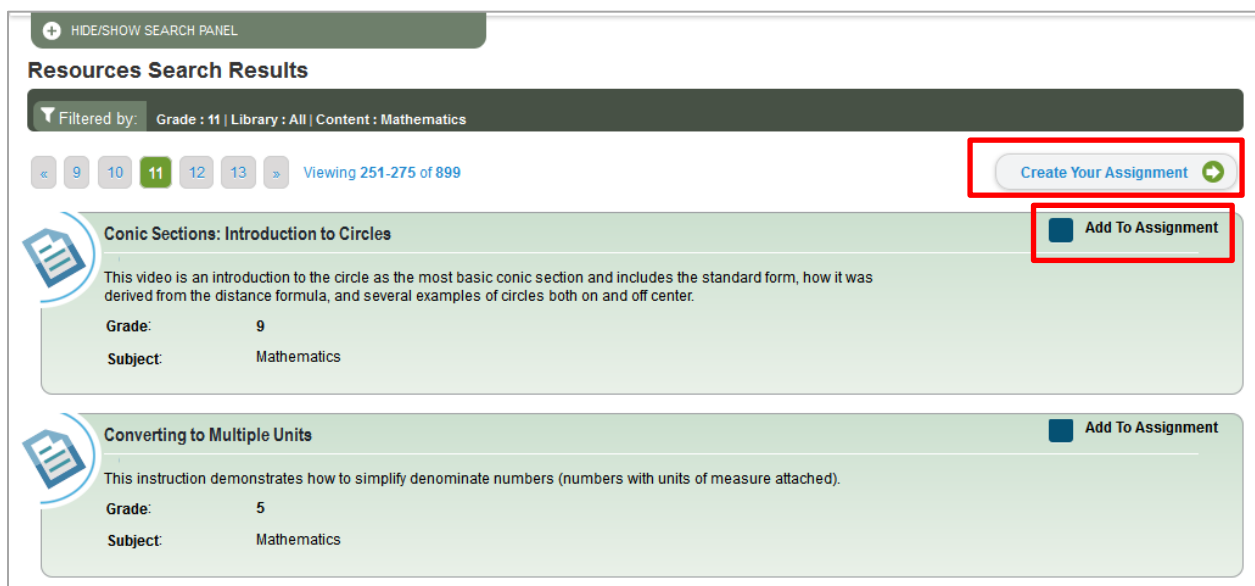 HIDE/SHOW SEARCH PANEL
Resources Search Results
Filtered by: Grade : 11 | Library : All | Content : Mathematics
« 9 10 11 12 13 » Viewing 251-275 of 899
Create Your Assignment
Conic Sections: Introduction to Circles
Add To Assignment
This video is an introduction to the circle as the most basic conic section and includes the standard form, how it was
derived from the distance formula, and several examples of circles both on and off center.
Grade: 9
Subject: Mathematics
Converting to Multiple Units
Add To Assignment
This instruction demonstrates how to simplify denominate numbers (numbers with units of measure attached).
Grade: 5
Subject: Mathematics